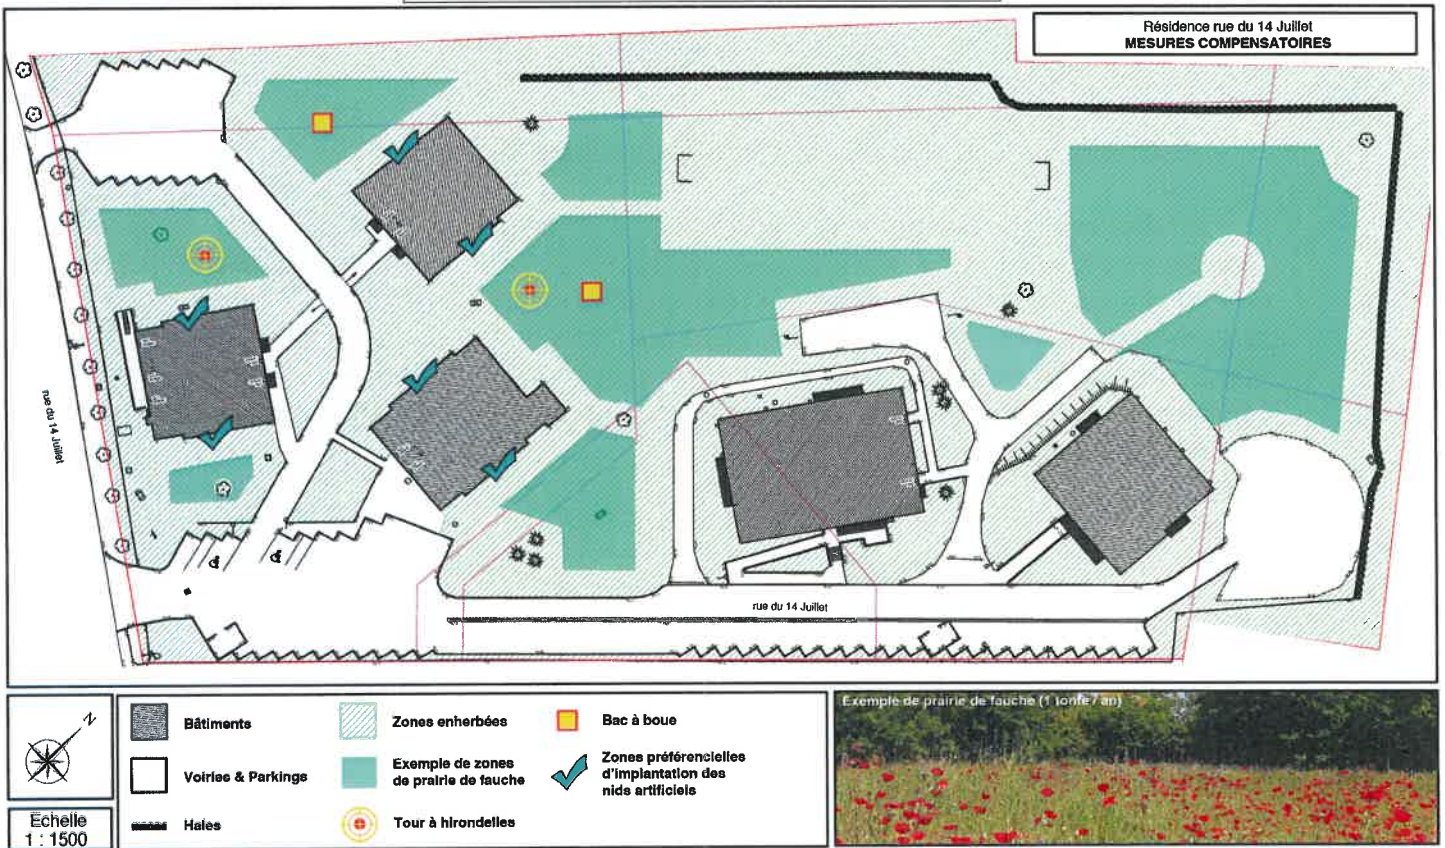 Résidence rue du 14 Juillet
MESURES COMPENSATOIRES
rue du 14 Juillet
rue du 14 Juillet
N
Echelle
1 : 1500
Bâtiments
Voiries & Parkings
Haies
Zones enherbées
Exemple de zones
de prairie de fauche
Tour à hirondelles
Bac à boue
Zones préférencielles
d'implantation des
nids artificiels
Exemple de prairie de fauche (1 tonte / an)